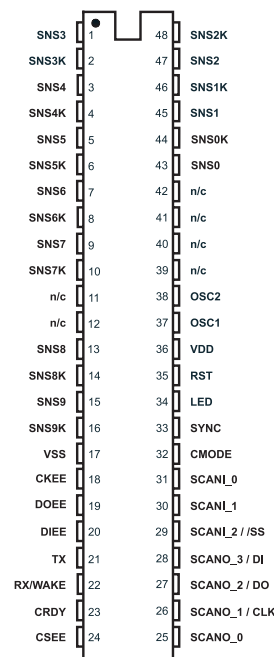 SNS3 1 48 SNS2K
SNS3K 2 47 SNS2
SNS4 3 46 SNS1K
SNS4K 4 45 SNS1
SNS5 5 44 SNS0K
SNS5K 6 43 SNS0
SNS6 7 42 n/c
SNS6K 8 41 n/c
SNS7 9 40 n/c
SNS7K 10 39 n/c
n/c 11 38 OSC2
n/c 12 37 OSC1
SNS8 13 36 VDD
SNS8K 14 35 RST
SNS9 15 34 LED
SNS9K 16 33 SYNC
VSS 17 32 CMODE
CKEE 18 31 SCANI_0
DOEE 19 30 SCANI_1
DIEE 20 29 SCANI_2 / /SS
TX 21 28 SCANO_3 / DI
RX/WAKE 22 27 SCANO_2 / DO
CRDY 23 26 SCANO_1 / CLK
CSEE 24 25 SCANO_0